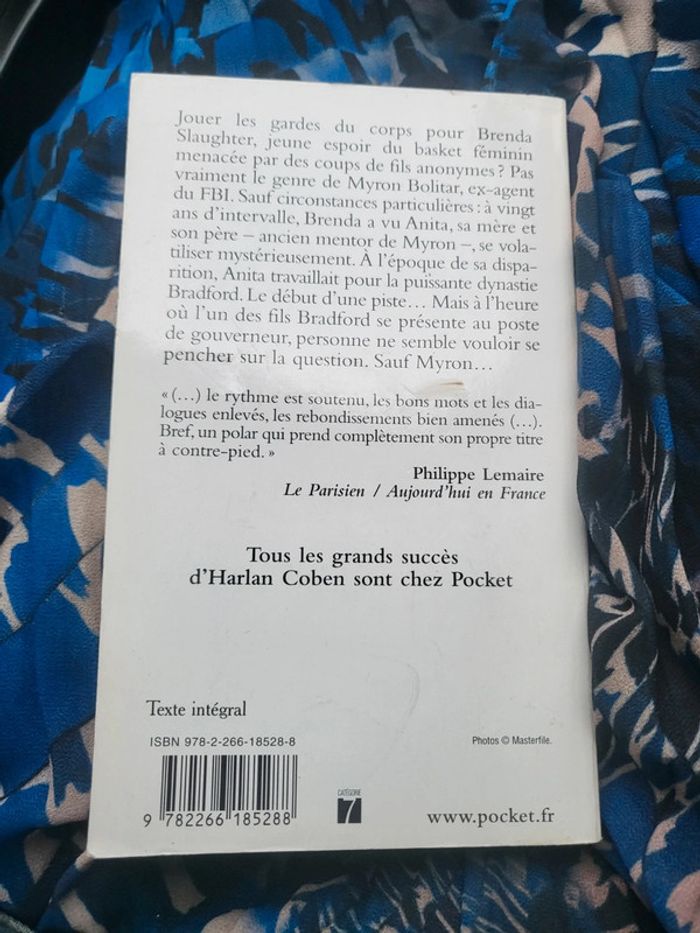 Jouer les gardes du corps pour Brenda
Slaughter, jeune espoir du basket féminin
menacée par des coups de fils anonymes ? Pas
vraiment le genre de Myron Bolitar, ex-agent
du FBI. Sauf circonstances particulières : à vingt
ans d'intervalle, Brenda a vu Anita, sa mère et
son père – ancien mentor de Myron –, se vola-
tiliser mystérieusement. À l'époque de sa dispa-
rition, Anita travaillait pour la puissante dynastie
Bradford. Le début d'une piste… Mais à l'heure
où l'un des fils Bradford se présente au poste
de gouverneur, personne ne semble vouloir se
pencher sur la question. Sauf Myron…
« (…) le rythme est soutenu, les bons mots et les dia-
logues enlevés, les rebondissements bien amenés (…).
Bref, un polar qui prend complètement son propre titre
à contre-pied. »
Philippe Lemaire
Le Parisien / Aujourd'hui en France
Tous les grands succès
d'Harlan Coben sont chez Pocket
Texte intégral
ISBN 978-2-266-18528-8
Photos © Masterfile.
CATÉGORIE
7
9 782266 185288
www.pocket.fr